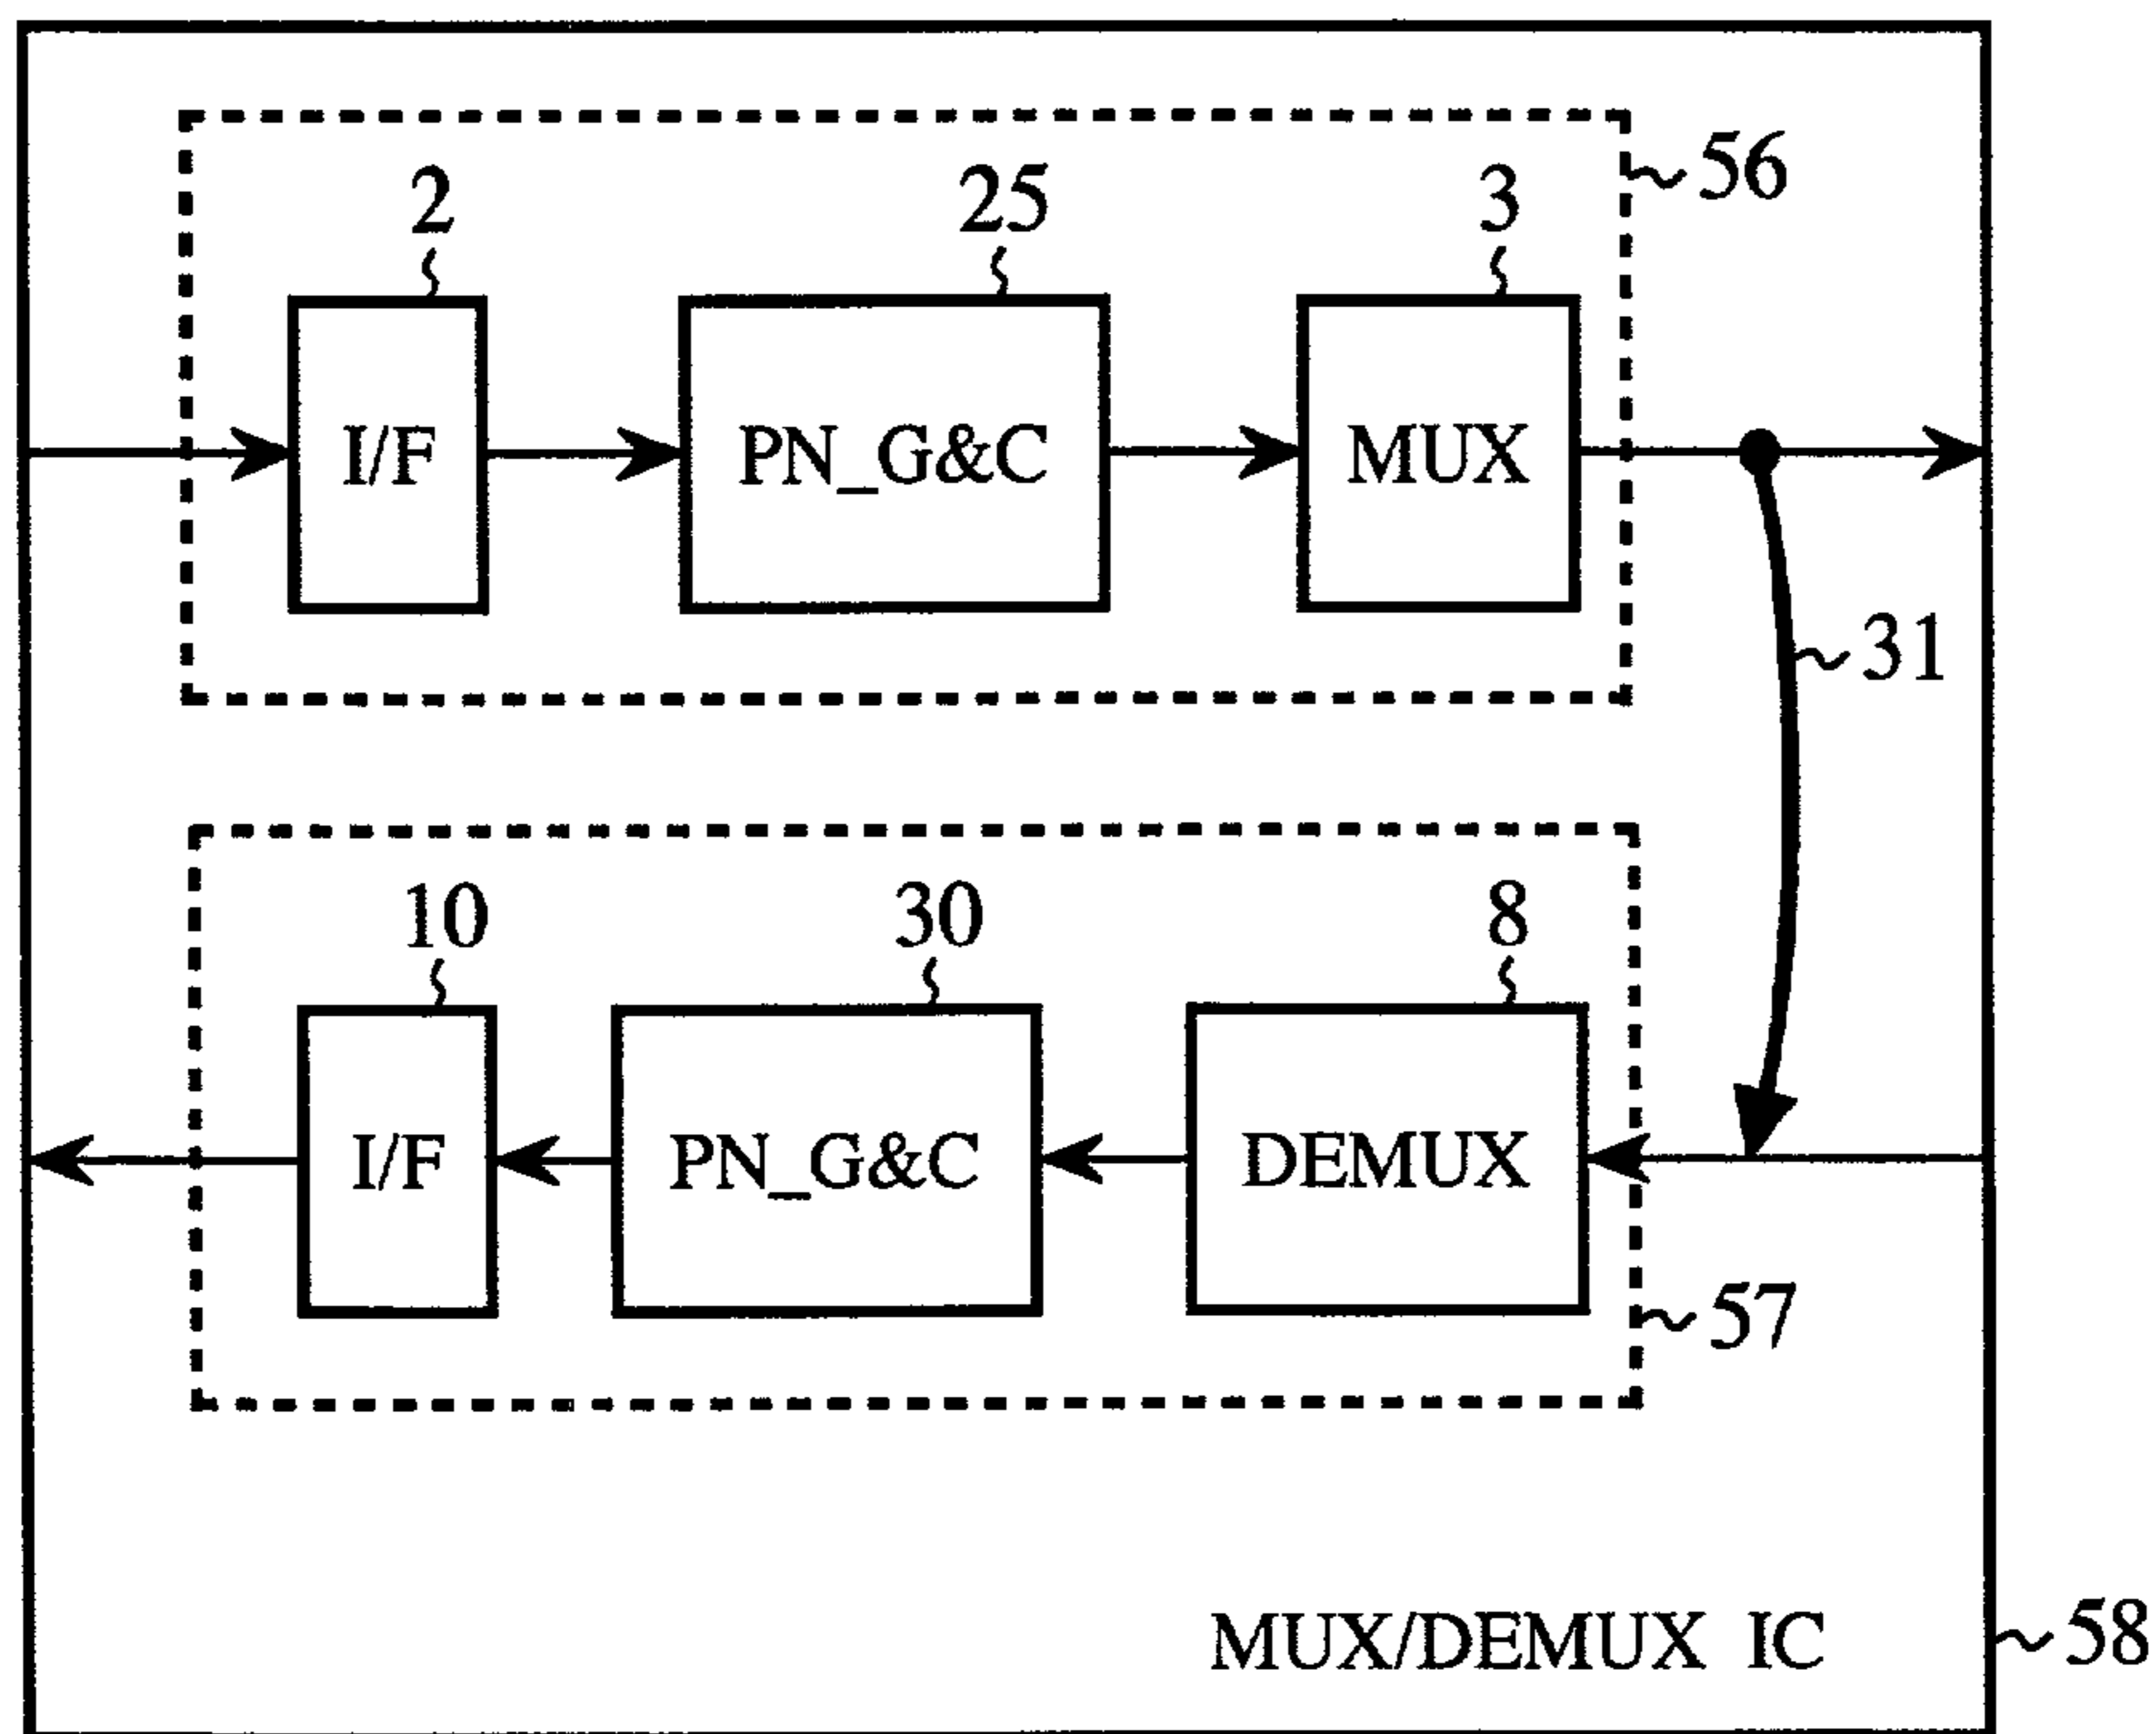 56
2 25 3
I/F PN_G&C MUX
31
10 30 8
I/F PN_G&C DEMUX
57
MUX/DEMUX IC 58